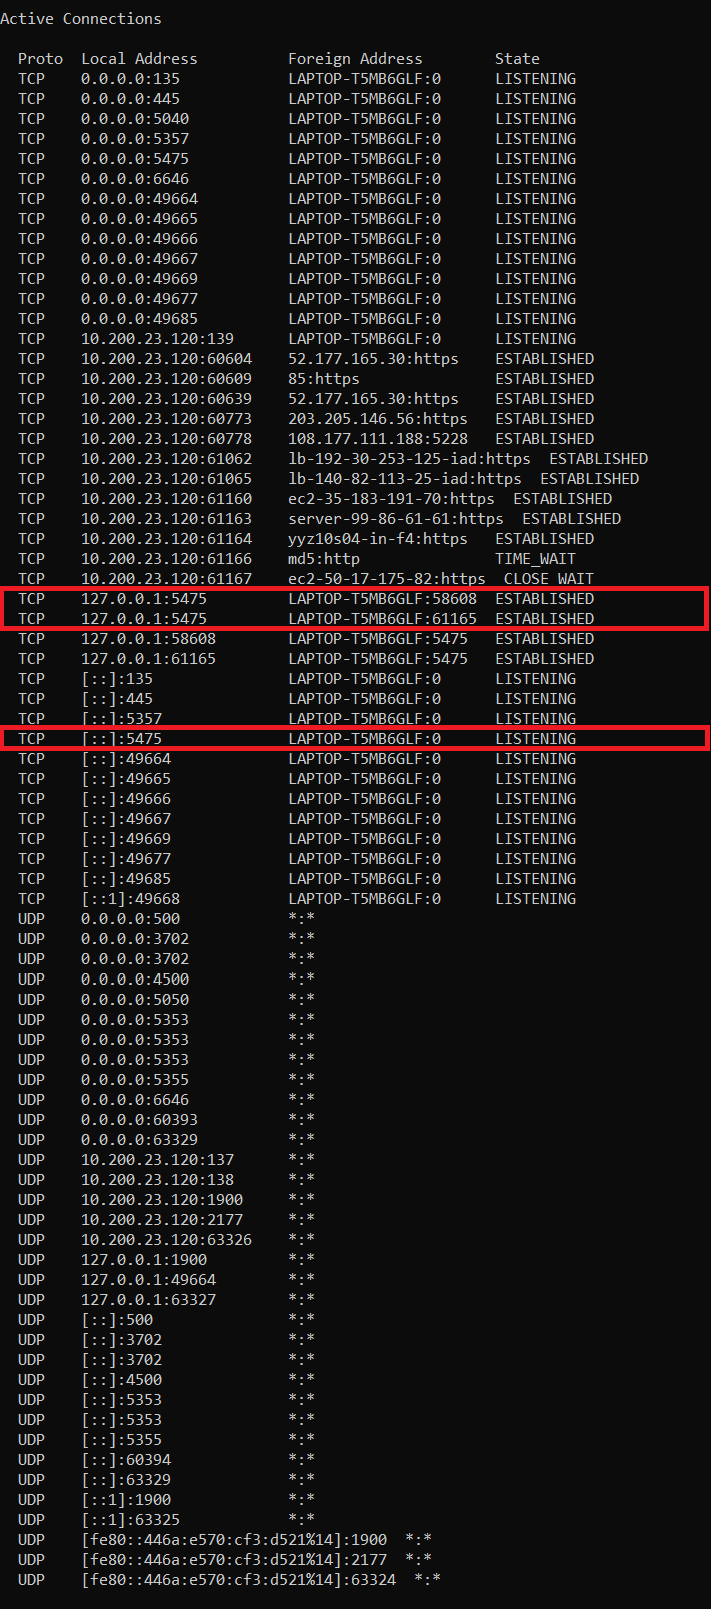 Active Connections
Proto  Local Address          Foreign Address        State
TCP    0.0.0.0:135            LAPTOP-T5MB6GLF:0      LISTENING
TCP    0.0.0.0:445            LAPTOP-T5MB6GLF:0      LISTENING
TCP    0.0.0.0:5040           LAPTOP-T5MB6GLF:0      LISTENING
TCP    0.0.0.0:5357           LAPTOP-T5MB6GLF:0      LISTENING
TCP    0.0.0.0:5475           LAPTOP-T5MB6GLF:0      LISTENING
TCP    0.0.0.0:6646           LAPTOP-T5MB6GLF:0      LISTENING
TCP    0.0.0.0:49664          LAPTOP-T5MB6GLF:0      LISTENING
TCP    0.0.0.0:49665          LAPTOP-T5MB6GLF:0      LISTENING
TCP    0.0.0.0:49666          LAPTOP-T5MB6GLF:0      LISTENING
TCP    0.0.0.0:49667          LAPTOP-T5MB6GLF:0      LISTENING
TCP    0.0.0.0:49669          LAPTOP-T5MB6GLF:0      LISTENING
TCP    0.0.0.0:49677          LAPTOP-T5MB6GLF:0      LISTENING
TCP    0.0.0.0:49685          LAPTOP-T5MB6GLF:0      LISTENING
TCP    10.200.23.120:139      LAPTOP-T5MB6GLF:0      LISTENING
TCP    10.200.23.120:60604    52.177.165.30:https    ESTABLISHED
TCP    10.200.23.120:60609    85:https               ESTABLISHED
TCP    10.200.23.120:60639    52.177.165.30:https    ESTABLISHED
TCP    10.200.23.120:60773    203.205.146.56:https   ESTABLISHED
TCP    10.200.23.120:60778    108.177.111.188:5228   ESTABLISHED
TCP    10.200.23.120:61062    lb-192-30-253-125-iad:https  ESTABLISHED
TCP    10.200.23.120:61065    lb-140-82-113-25-iad:https  ESTABLISHED
TCP    10.200.23.120:61160    ec2-35-183-191-70:https  ESTABLISHED
TCP    10.200.23.120:61163    server-99-86-61-61:https  ESTABLISHED
TCP    10.200.23.120:61164    yyz10s04-in-f4:https   ESTABLISHED
TCP    10.200.23.120:61166    md5:http               TIME_WAIT
TCP    10.200.23.120:61167    ec2-50-17-175-82:https  CLOSE_WAIT
TCP    127.0.0.1:5475         LAPTOP-T5MB6GLF:58608  ESTABLISHED
TCP    127.0.0.1:5475         LAPTOP-T5MB6GLF:61165  ESTABLISHED
TCP    127.0.0.1:58608        LAPTOP-T5MB6GLF:5475   ESTABLISHED
TCP    127.0.0.1:61165        LAPTOP-T5MB6GLF:5475   ESTABLISHED
TCP    [::]:135               LAPTOP-T5MB6GLF:0      LISTENING
TCP    [::]:445               LAPTOP-T5MB6GLF:0      LISTENING
TCP    [::]:5357              LAPTOP-T5MB6GLF:0      LISTENING
TCP    [::]:5475              LAPTOP-T5MB6GLF:0      LISTENING
TCP    [::]:49664             LAPTOP-T5MB6GLF:0      LISTENING
TCP    [::]:49665             LAPTOP-T5MB6GLF:0      LISTENING
TCP    [::]:49666             LAPTOP-T5MB6GLF:0      LISTENING
TCP    [::]:49667             LAPTOP-T5MB6GLF:0      LISTENING
TCP    [::]:49669             LAPTOP-T5MB6GLF:0      LISTENING
TCP    [::]:49677             LAPTOP-T5MB6GLF:0      LISTENING
TCP    [::]:49685             LAPTOP-T5MB6GLF:0      LISTENING
TCP    [::1]:49668            LAPTOP-T5MB6GLF:0      LISTENING
UDP    0.0.0.0:500            *:*
UDP    0.0.0.0:3702           *:*
UDP    0.0.0.0:3702           *:*
UDP    0.0.0.0:4500           *:*
UDP    0.0.0.0:5050           *:*
UDP    0.0.0.0:5353           *:*
UDP    0.0.0.0:5353           *:*
UDP    0.0.0.0:5353           *:*
UDP    0.0.0.0:5355           *:*
UDP    0.0.0.0:6646           *:*
UDP    0.0.0.0:60393          *:*
UDP    0.0.0.0:63329          *:*
UDP    10.200.23.120:137      *:*
UDP    10.200.23.120:138      *:*
UDP    10.200.23.120:1900     *:*
UDP    10.200.23.120:2177     *:*
UDP    10.200.23.120:63326    *:*
UDP    127.0.0.1:1900         *:*
UDP    127.0.0.1:49664        *:*
UDP    127.0.0.1:63327        *:*
UDP    [::]:500               *:*
UDP    [::]:3702              *:*
UDP    [::]:3702              *:*
UDP    [::]:4500              *:*
UDP    [::]:5353              *:*
UDP    [::]:5353              *:*
UDP    [::]:5355              *:*
UDP    [::]:60394             *:*
UDP    [::]:63329             *:*
UDP    [::1]:1900             *:*
UDP    [::1]:63325            *:*
UDP    [fe80::446a:e570:cf3:d521%14]:1900  *:*
UDP    [fe80::446a:e570:cf3:d521%14]:2177  *:*
UDP    [fe80::446a:e570:cf3:d521%14]:63324  *:*